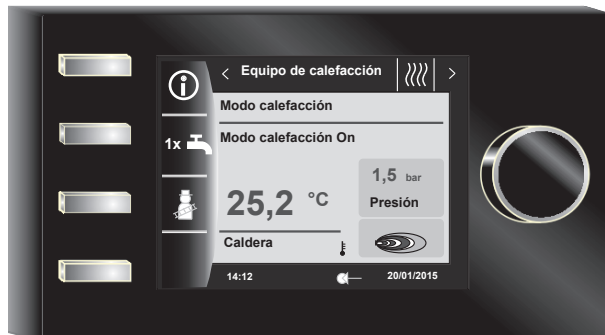 Equipo de calefacción
Modo calefacción
1x
Modo calefacción On
25,2 °C
1,5 bar
Presión
Caldera
14:12
20/01/2015